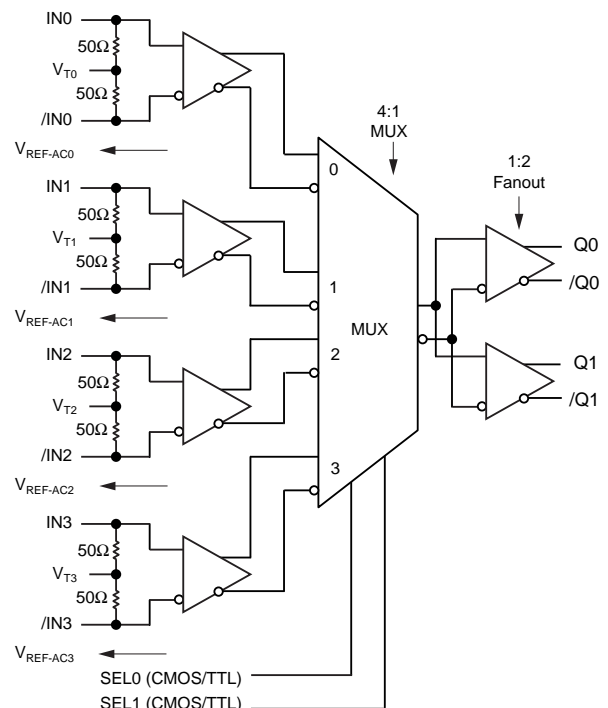 IN0
50Ω
VT0
50Ω
/IN0
VREF-AC0
IN1
50Ω
VT1
50Ω
/IN1
VREF-AC1
IN2
50Ω
VT2
50Ω
/IN2
VREF-AC2
IN3
50Ω
VT3
50Ω
/IN3
VREF-AC3
SEL0 (CMOS/TTL)
SEL1 (CMOS/TTL)
4:1
MUX
0
1
MUX
2
3
1:2
Fanout
Q0
/Q0
Q1
/Q1